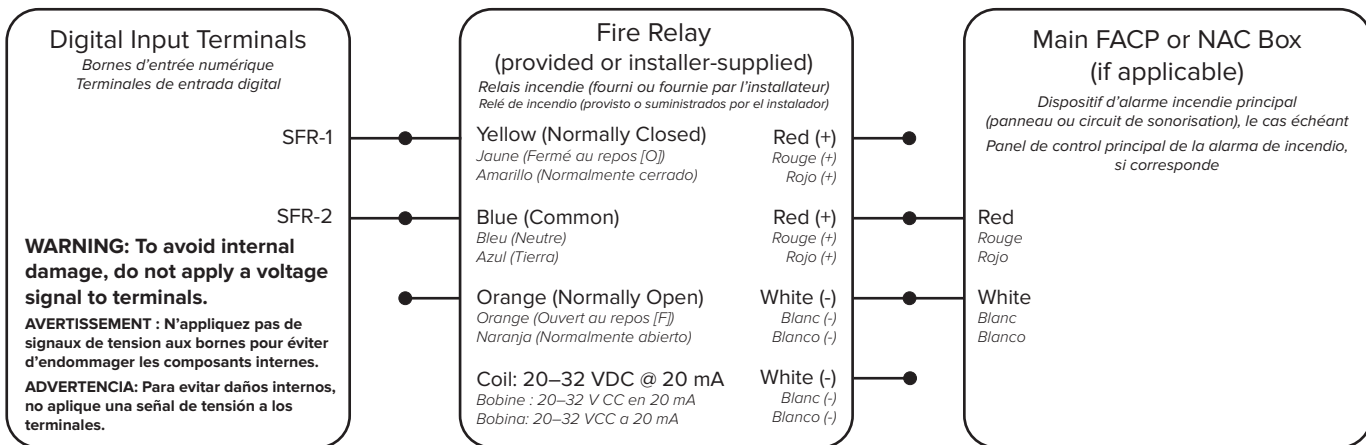 Digital Input Terminals
Bornes d'entrée numérique
Terminales de entrada digital
SFR-1
SFR-2
WARNING: To avoid internal
damage, do not apply a voltage
signal to terminals.
AVERTISSEMENT : N'appliquez pas de
signaux de tension aux bornes pour éviter
d'endommager les composants internes.
ADVERTENCIA: Para evitar daños internos,
no aplique una señal de tensión a los
terminales.
Fire Relay
(provided or installer-supplied)
Relais incendie (fourni ou fournie par l'installateur)
Relé de incendio (provisto o suministrados por el instalador)
Yellow (Normally Closed)
Jaune (Fermé au repos [O])
Amarillo (Normalmente cerrado)
Red (+)
Rouge (+)
Rojo (+)
Blue (Common)
Bleu (Neutre)
Azul (Tierra)
Red (+)
Rouge (+)
Rojo (+)
Orange (Normally Open)
Orange (Ouvert au repos [F])
Naranja (Normalmente abierto)
White (-)
Blanc (-)
Blanco (-)
Coil: 20–32 VDC @ 20 mA
Bobine : 20–32 V CC en 20 mA
Bobina: 20–32 VCC a 20 mA
White (-)
Blanc (-)
Blanco (-)
Main FACP or NAC Box
(if applicable)
Dispositif d'alarme incendie principal
(panneau ou circuit de sonorisation), le cas échéant
Panel de control principal de la alarma de incendio,
si corresponde
Red
Rouge
Rojo
White
Blanc
Blanco